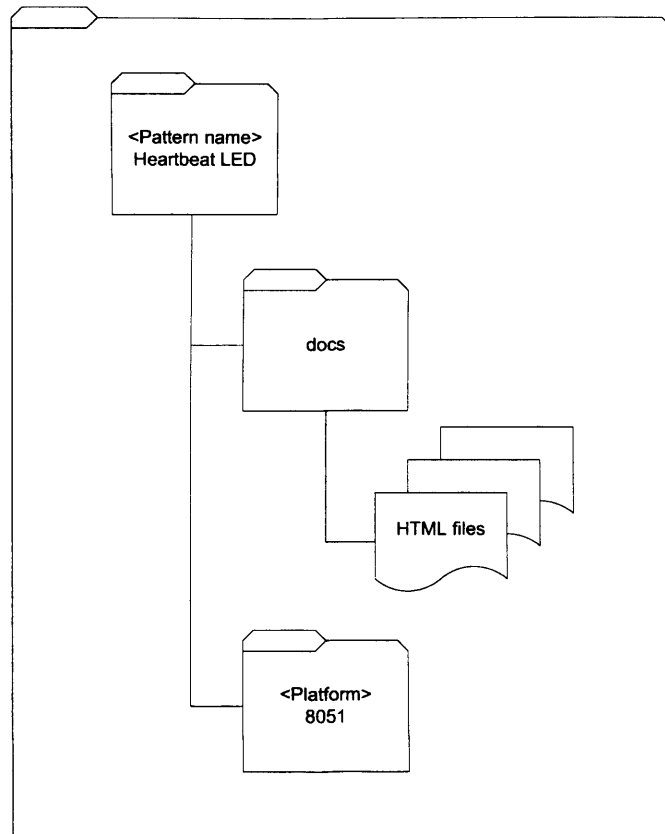 <Pattern name>
Heartbeat LED
docs
HTML files
<Platform>
8051